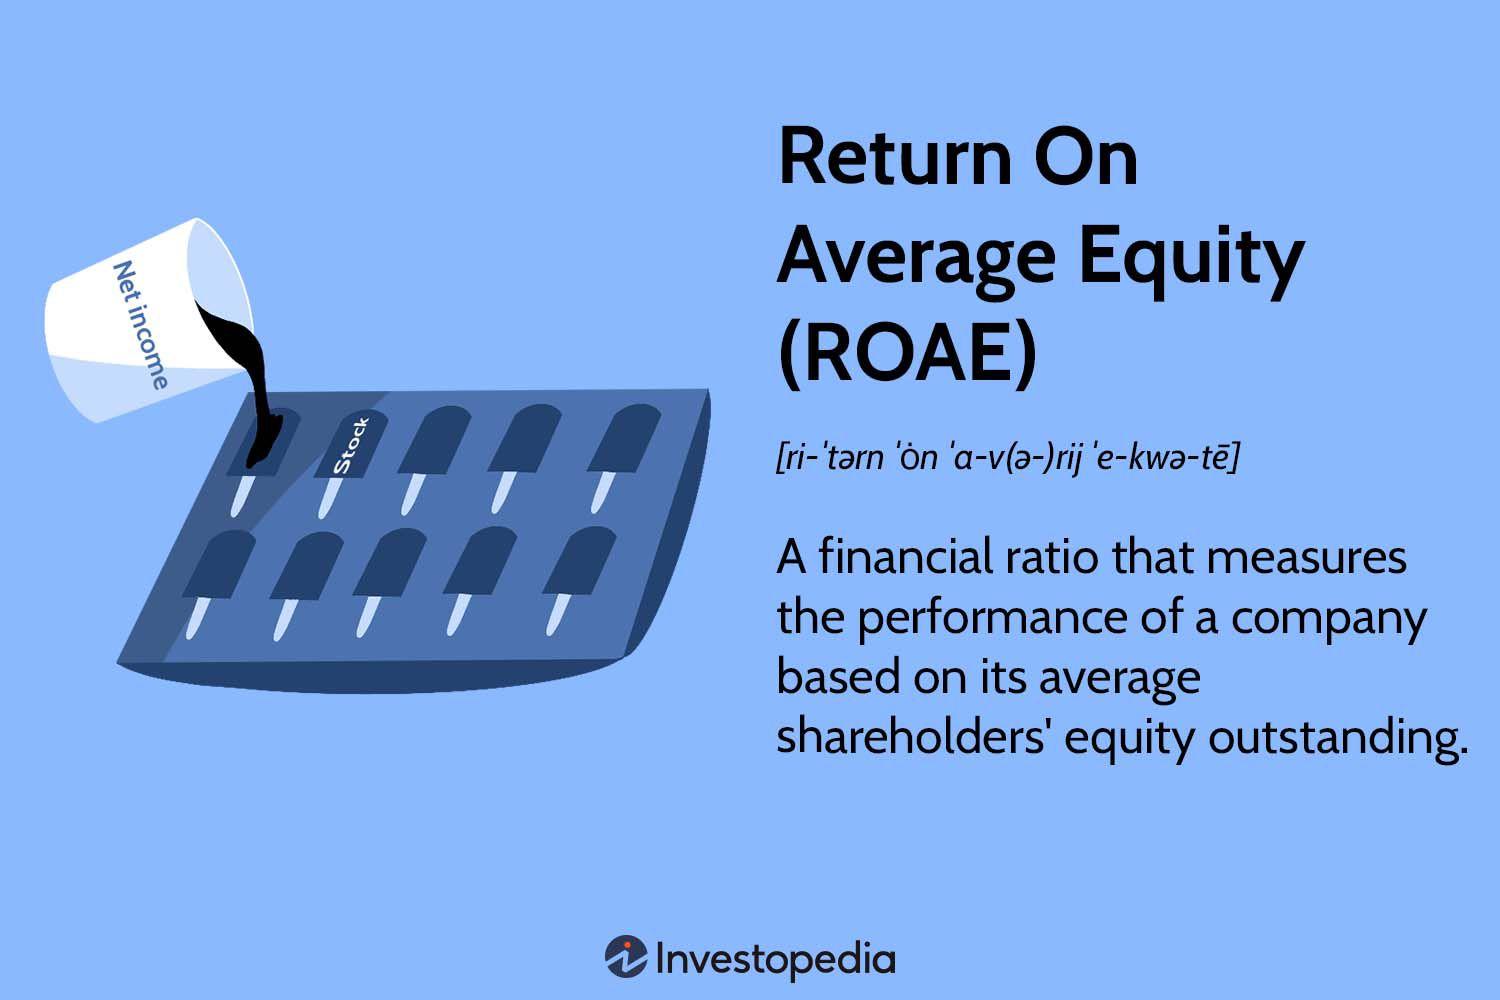 Return On
Average Equity
(ROAE)
[ri-ˈtərn ˈȯn ˈɑ-v(ə-)rij ˈe-kwə-tē]
A financial ratio that measures
the performance of a company
based on its average
shareholders' equity outstanding.
Net income
Stock
Investopedia